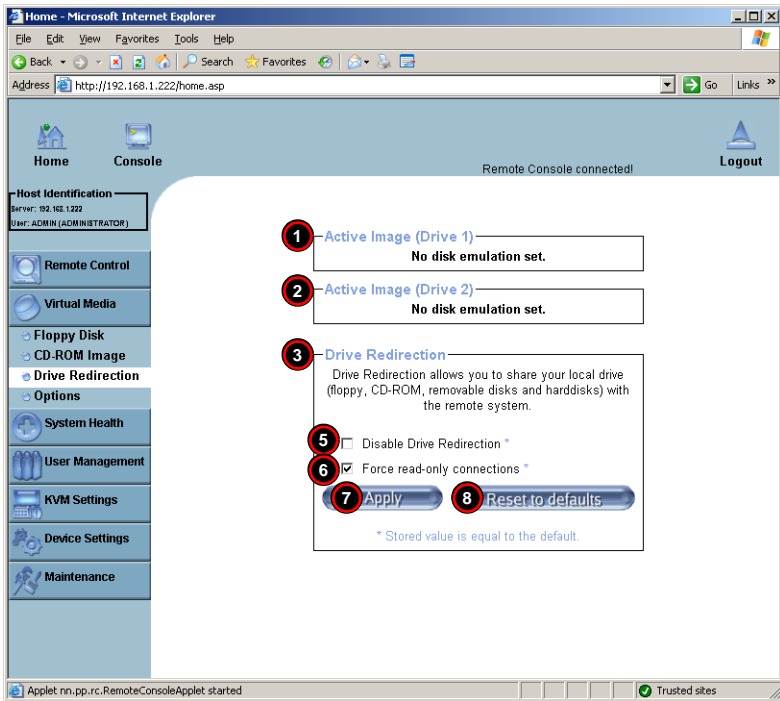 Home - Microsoft Internet Explorer
File Edit View Favorites Tools Help
Back Search Favorites
Address http://192.168.1.222/home.asp Go Links »
Home Console Remote Console connected! Logout
Host Identification
Server: 192.168.1.222
User: ADMIN (ADMINISTRATOR)
Remote Control
Virtual Media
Floppy Disk
CD-ROM Image
Drive Redirection
Options
System Health
User Management
KVM Settings
Device Settings
Maintenance
1 Active Image (Drive 1)
No disk emulation set.
2 Active Image (Drive 2)
No disk emulation set.
3 Drive Redirection
Drive Redirection allows you to share your local drive
(floppy, CD-ROM, removable disks and harddisks) with
the remote system.
5 Disable Drive Redirection *
6 Force read-only connections *
7 Apply 8 Reset to defaults
* Stored value is equal to the default.
Applet nn.pp.rc.RemoteConsoleApplet started Trusted sites